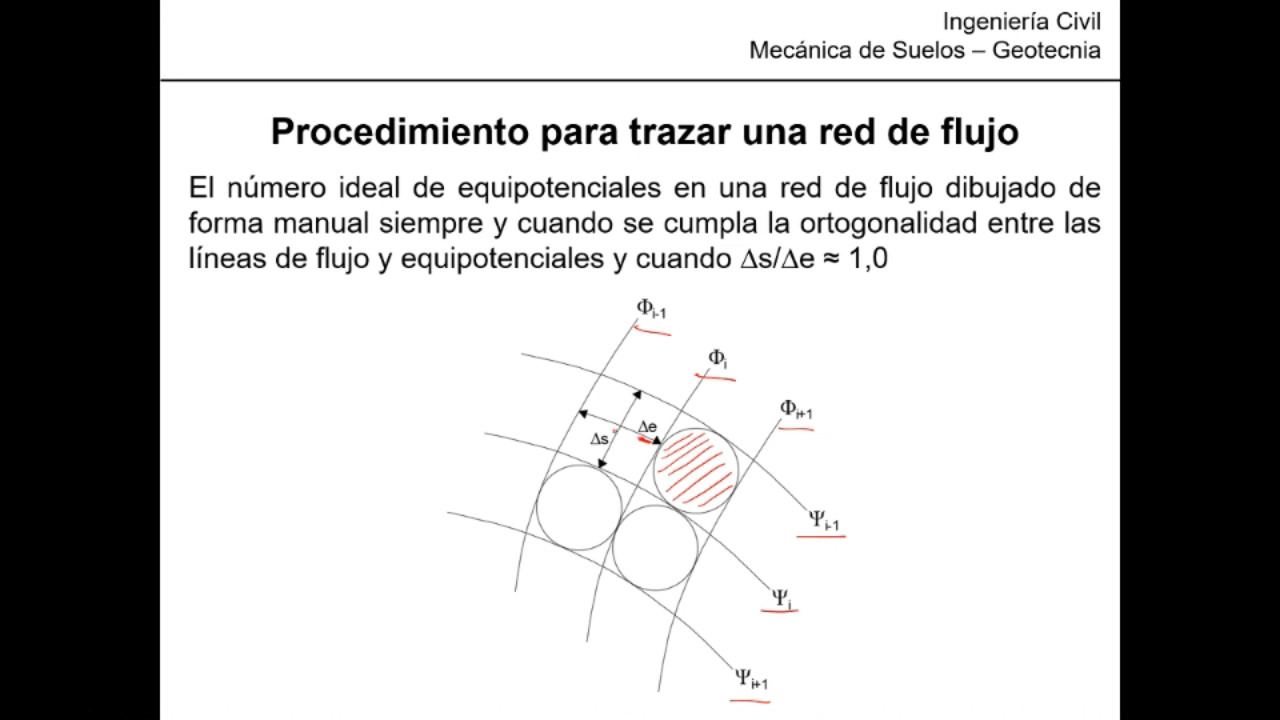 Ingeniería Civil
Mecánica de Suelos – Geotecnia
Procedimiento para trazar una red de flujo
El número ideal de equipotenciales en una red de flujo dibujado de
forma manual siempre y cuando se cumpla la ortogonalidad entre las
líneas de flujo y equipotenciales y cuando Δs/Δe ≈ 1,0
Φi-1
Φi
Φi+1
Δe
Δs
Ψi-1
Ψi
Ψi+1